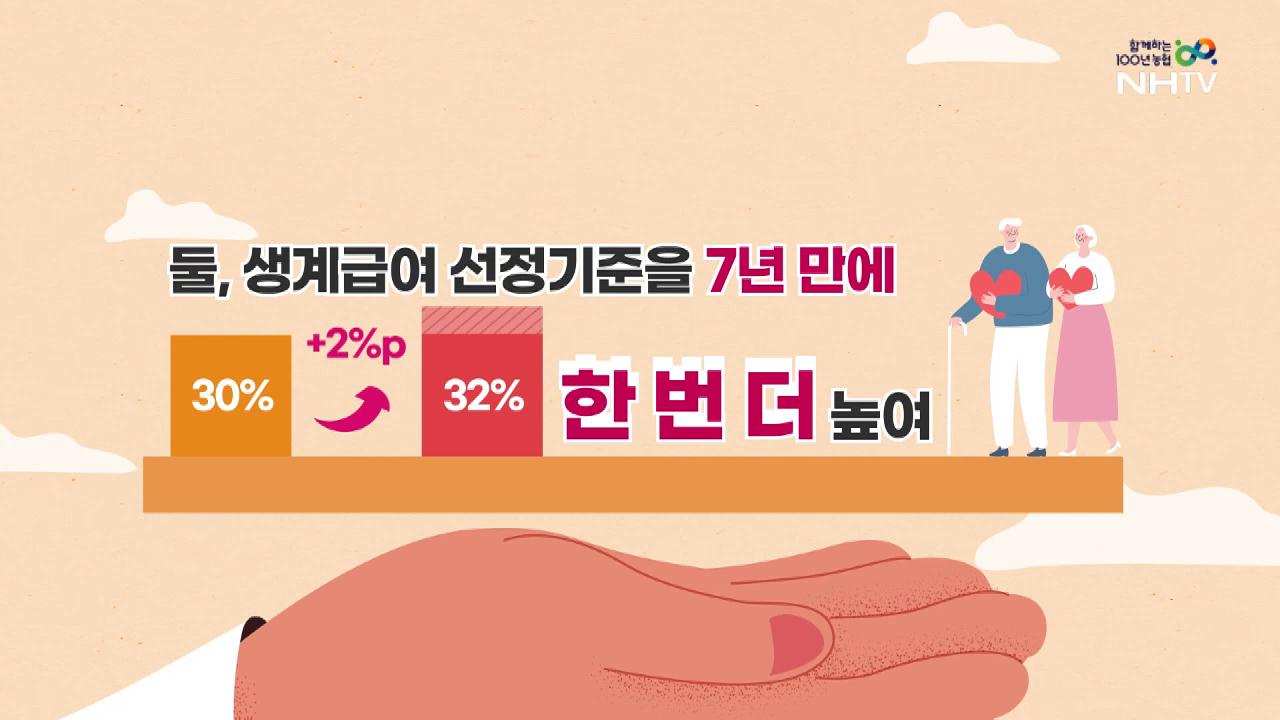 함께하는
100년 농협
NHTV
둘, 생계급여 선정기준을 7년 만에
+2%p
30%
32%
한 번 더 높여